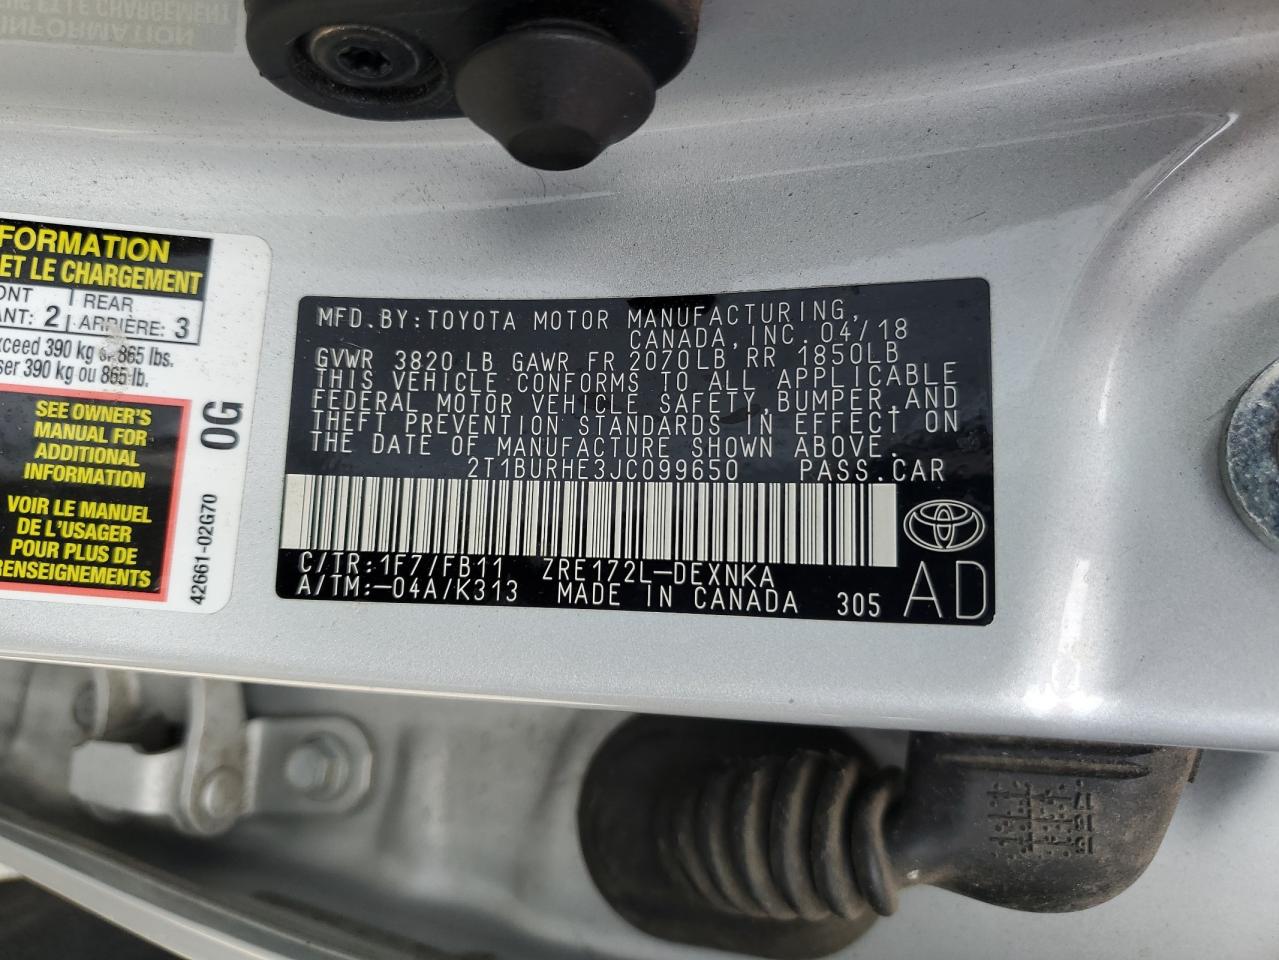 INFORMATION
FORMATION
ET LE CHARGEMENT
REAR
2
ARRIÈRE: 3
390 kg or 865 lbs.
390 kg ou 865 lb.
SEE OWNER'S
MANUAL FOR
ADDITIONAL
INFORMATION
VOIR LE MANUEL
DE L'USAGER
POUR PLUS DE
RENSEIGNEMENTS
0G
42661-02G70
MFD.BY:TOYOTA MOTOR MANUFACTURING,
CANADA, INC. 04/18
GVWR 3820 LB GAWR FR 2070LB RR 1850LB
THIS VEHICLE CONFORMS TO ALL APPLICABLE
FEDERAL MOTOR VEHICLE SAFETY, BUMPER, AND
THEFT PREVENTION STANDARDS IN EFFECT ON
THE DATE OF MANUFACTURE SHOWN ABOVE.
2T1BURHE3JC099650 PASS.CAR
C/TR:1F7/FB11 ZRE172L-DEXNKA
A/TM:-04A/K313 MADE IN CANADA 305
AD